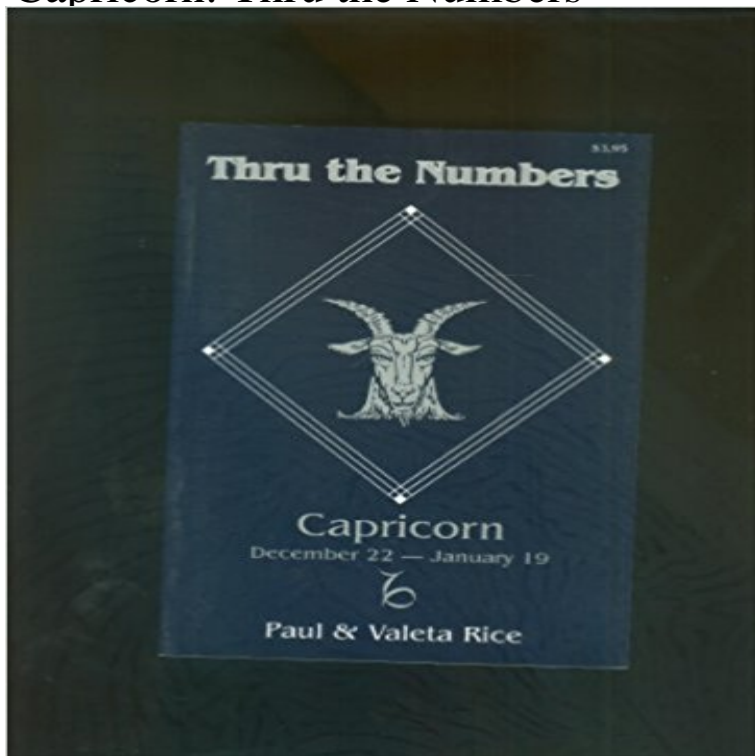 Capricorn: Thru the Numbers
$3.95
Thru the Numbers
Capricorn
December 22 — January 19
Paul & Valeta Rice